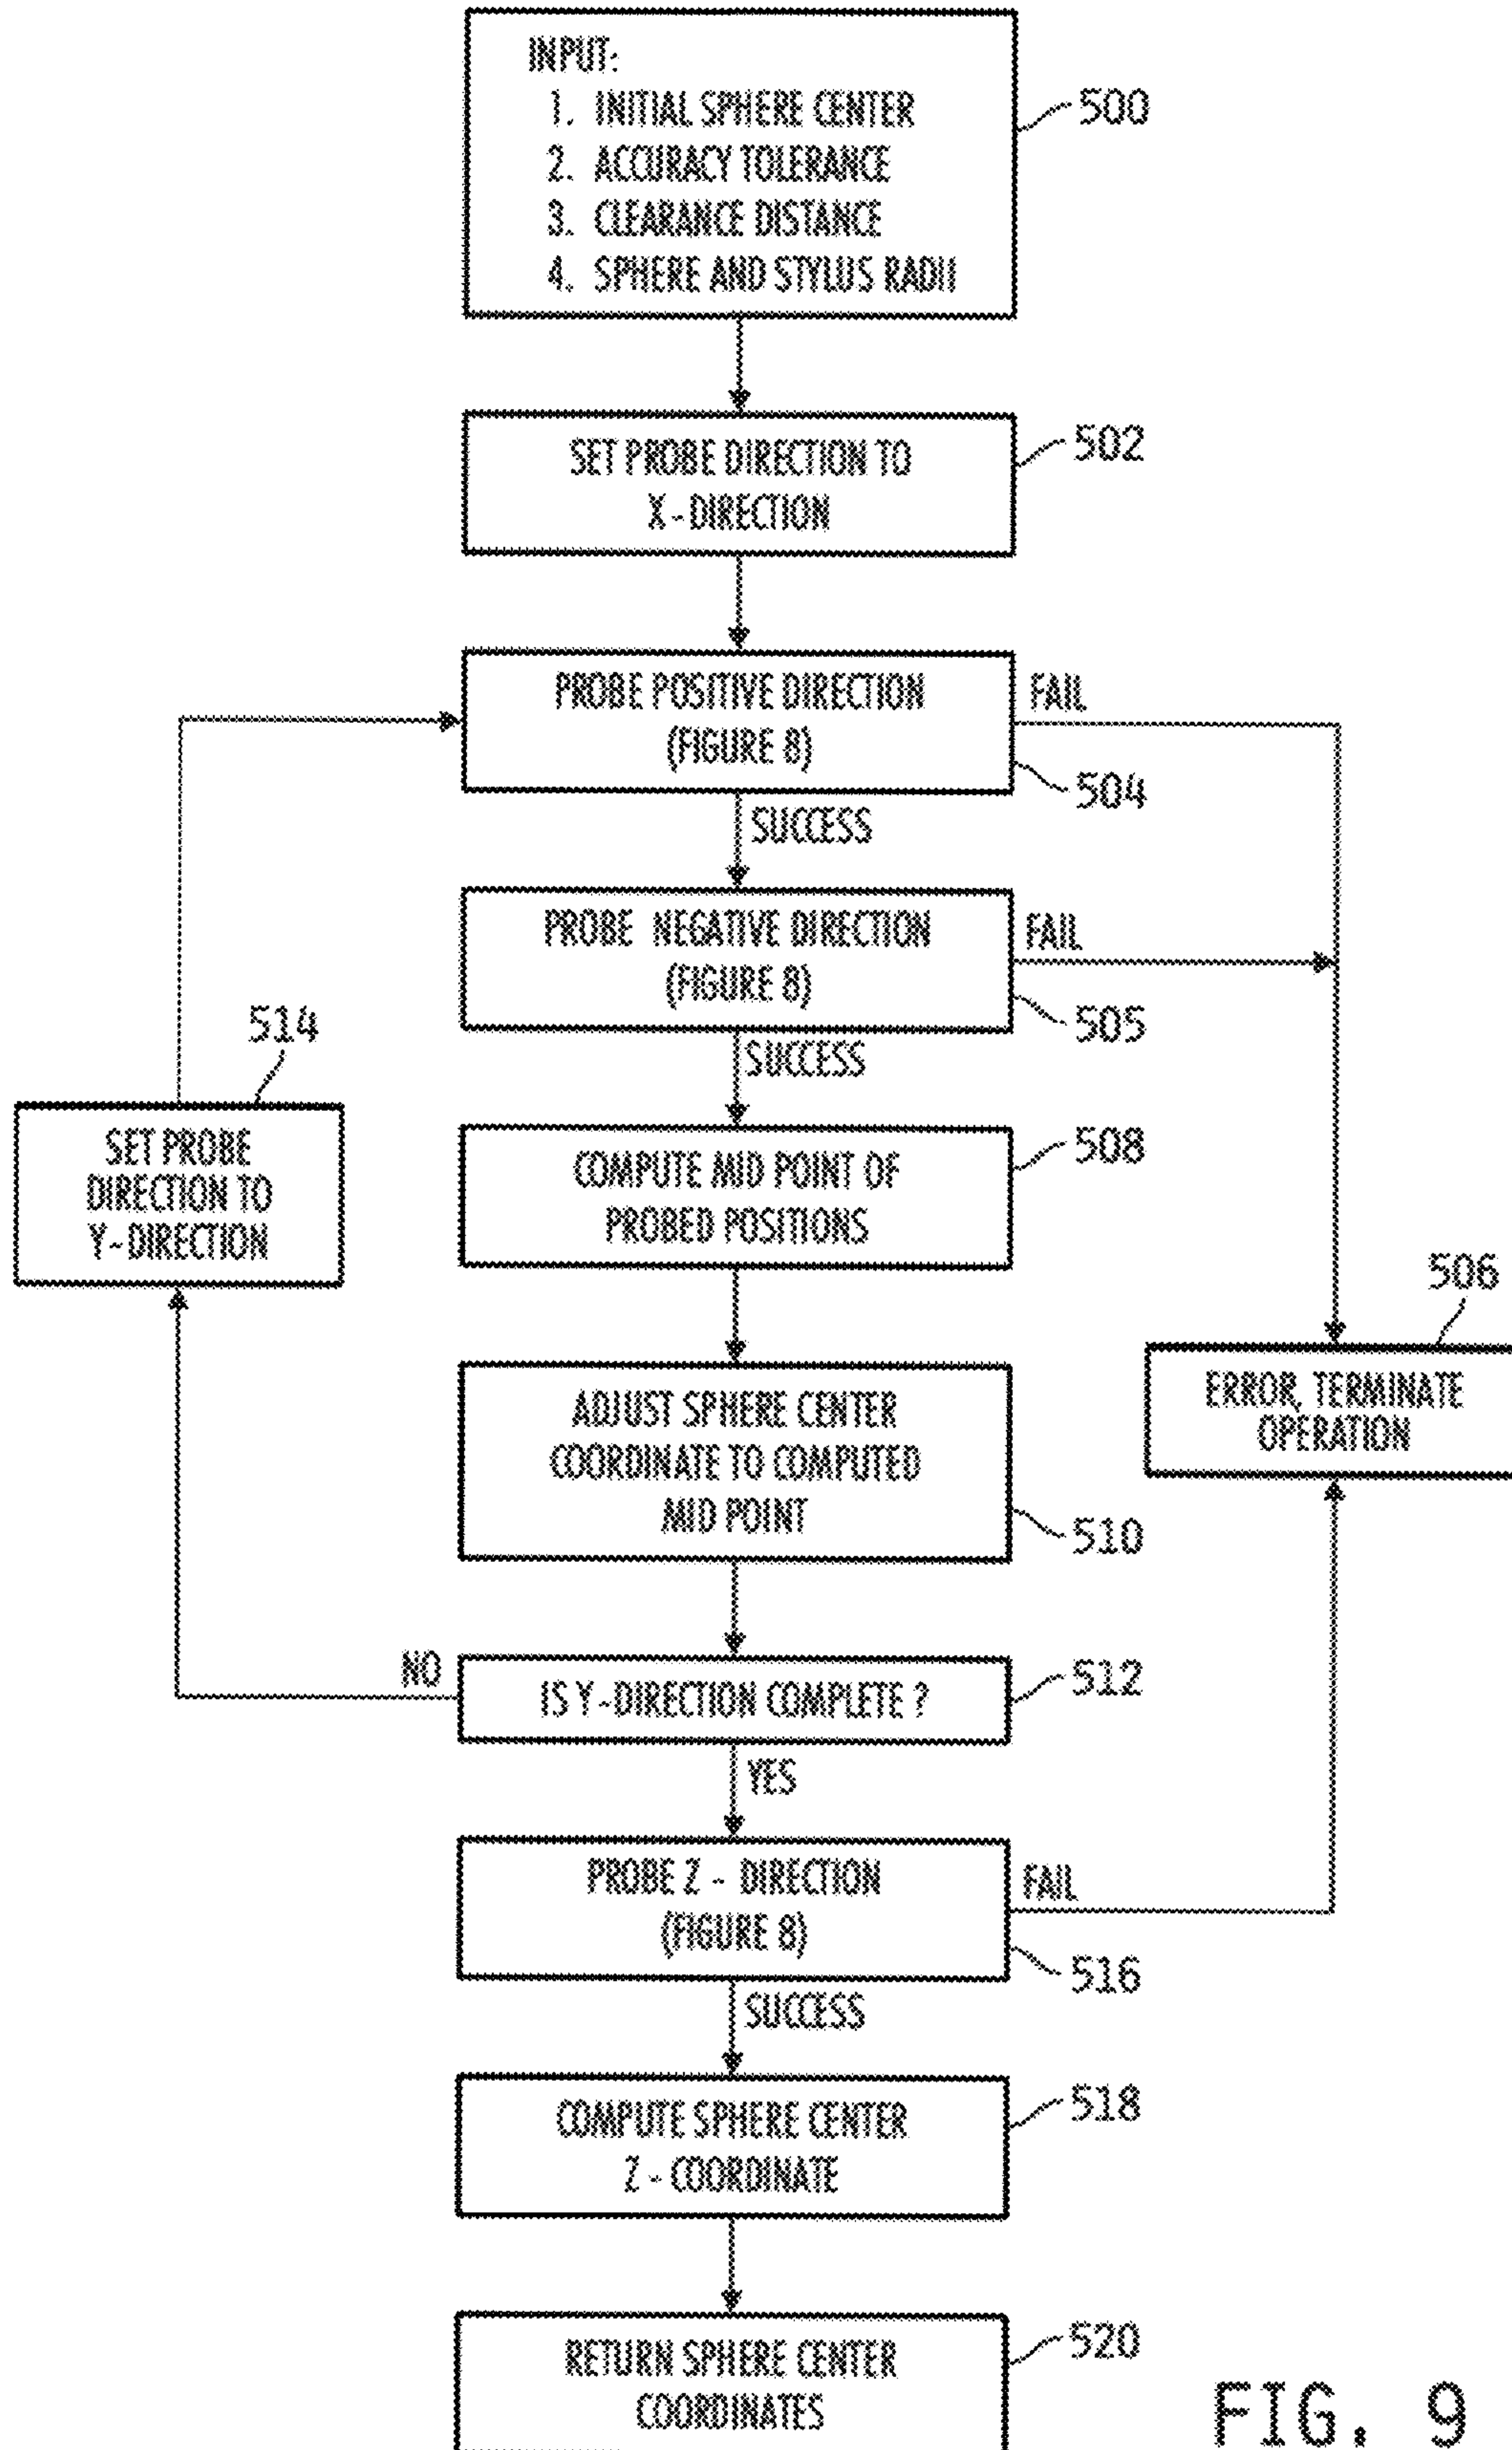 INPUT:
1. INITIAL SPHERE CENTER
2. ACCURACY TOLERANCE
3. CLEARANCE DISTANCE
4. SPHERE AND STYLUS RADII
500
SET PROBE DIRECTION TO
X-DIRECTION
502
PROBE POSITIVE DIRECTION
(FIGURE 8)
FAIL
504
SUCCESS
PROBE NEGATIVE DIRECTION
(FIGURE 8)
FAIL
505
SUCCESS
514
SET PROBE
DIRECTION TO
Y-DIRECTION
COMPUTE MID POINT OF
PROBED POSITIONS
508
506
ERROR, TERMINATE
OPERATION
ADJUST SPHERE CENTER
COORDINATE TO COMPUTED
MID POINT
510
NO
IS Y-DIRECTION COMPLETE ?
512
YES
PROBE Z - DIRECTION
(FIGURE 8)
FAIL
516
SUCCESS
COMPUTE SPHERE CENTER
Z - COORDINATE
518
RETURN SPHERE CENTER
COORDINATES
520
FIG. 9